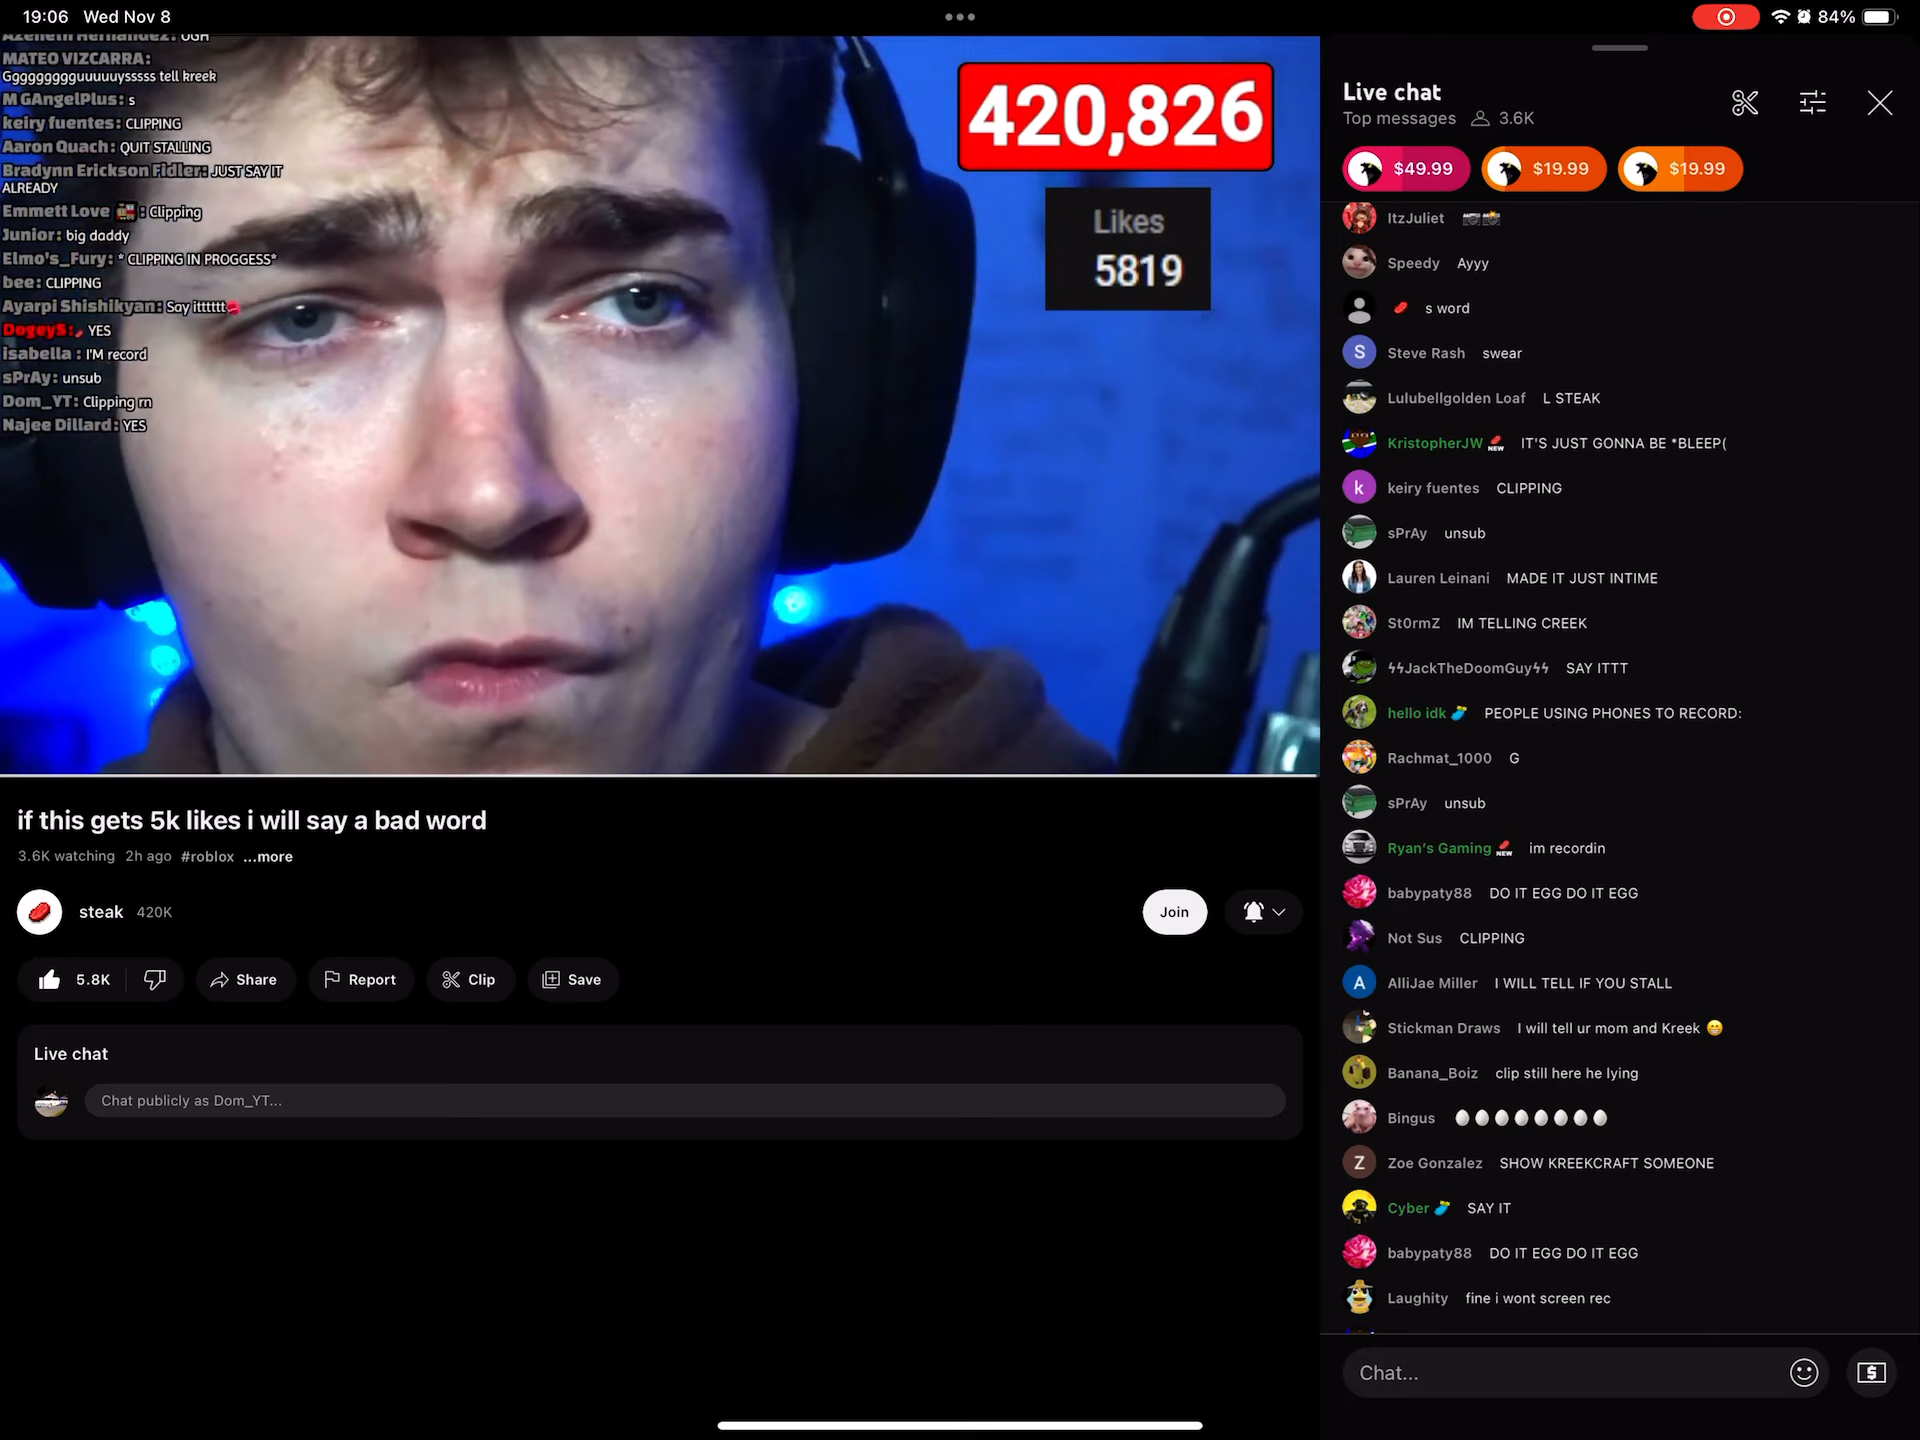 19:06 Wed Nov 8
84%
Azeneth Hernandez: UGH
MATEO VIZCARRA:
Ggggggggguuuuuysssss tell kreek
M GAngelPlus: s
keiry fuentes: CLIPPING
Aaron Quach: QUIT STALLING
Bradynn Erickson Fidler: JUST SAY IT
ALREADY
Emmett Love : Clipping
Junior: big daddy
Elmo's_Fury: * CLIPPING IN PROGGESS*
bee: CLIPPING
Ayarpi Shishikyan: Say itttttt
DogeyS: YES
isabella : I'M record
sPrAy: unsub
Dom_YT: Clipping rn
Najee Dillard: YES
420,826
Likes
5819
if this gets 5k likes i will say a bad word
3.6K watching 2h ago #roblox ...more
steak 420K
Join
5.8K
Share
Report
Clip
Save
Live chat
Chat publicly as Dom_YT...
Live chat
Top messages 3.6K
$49.99 $19.99 $19.99
ItzJuliet 📷📸
Speedy Ayyy
s word
S Steve Rash swear
Lulubellgolden Loaf L STEAK
KristopherJW NEW IT'S JUST GONNA BE *BLEEP(
k keiry fuentes CLIPPING
sPrAy unsub
Lauren Leinani MADE IT JUST INTIME
St0rmZ IM TELLING CREEK
ϟϟJackTheDoomGuyϟϟ SAY ITTT
hello idk PEOPLE USING PHONES TO RECORD:
Rachmat_1000 G
sPrAy unsub
Ryan's Gaming NEW im recordin
babypaty88 DO IT EGG DO IT EGG
Not Sus CLIPPING
A AlliJae Miller I WILL TELL IF YOU STALL
Stickman Draws I will tell ur mom and Kreek 😁
Banana_Boiz clip still here he lying
Bingus 🥚🥚🥚🥚🥚🥚🥚🥚
Z Zoe Gonzalez SHOW KREEKCRAFT SOMEONE
Cyber SAY IT
babypaty88 DO IT EGG DO IT EGG
Laughity fine i wont screen rec
Chat...